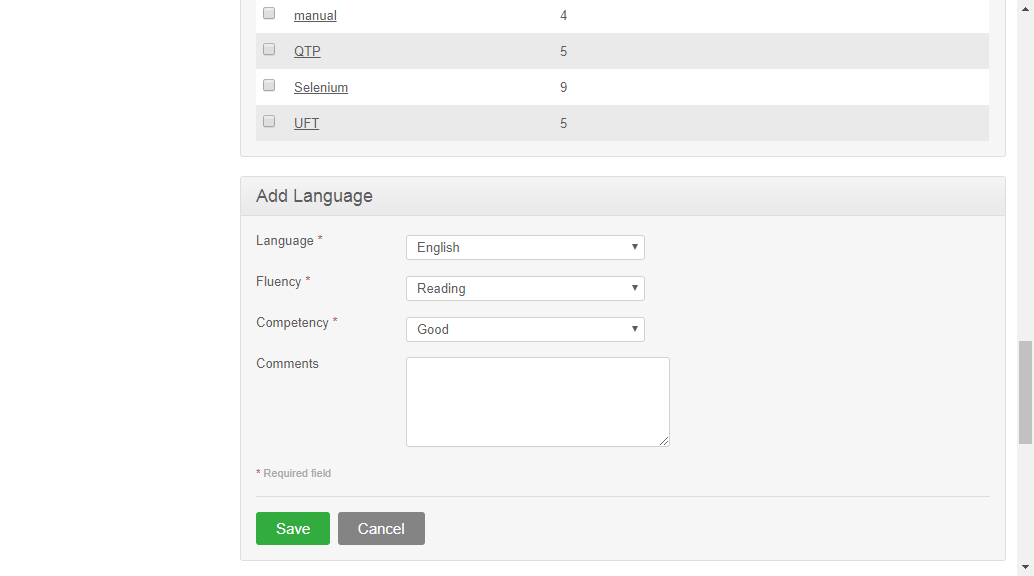 manual 4
QTP 5
Selenium 9
UFT 5
Add Language
Language * English
Fluency * Reading
Competency * Good
Comments
* Required field
Save Cancel